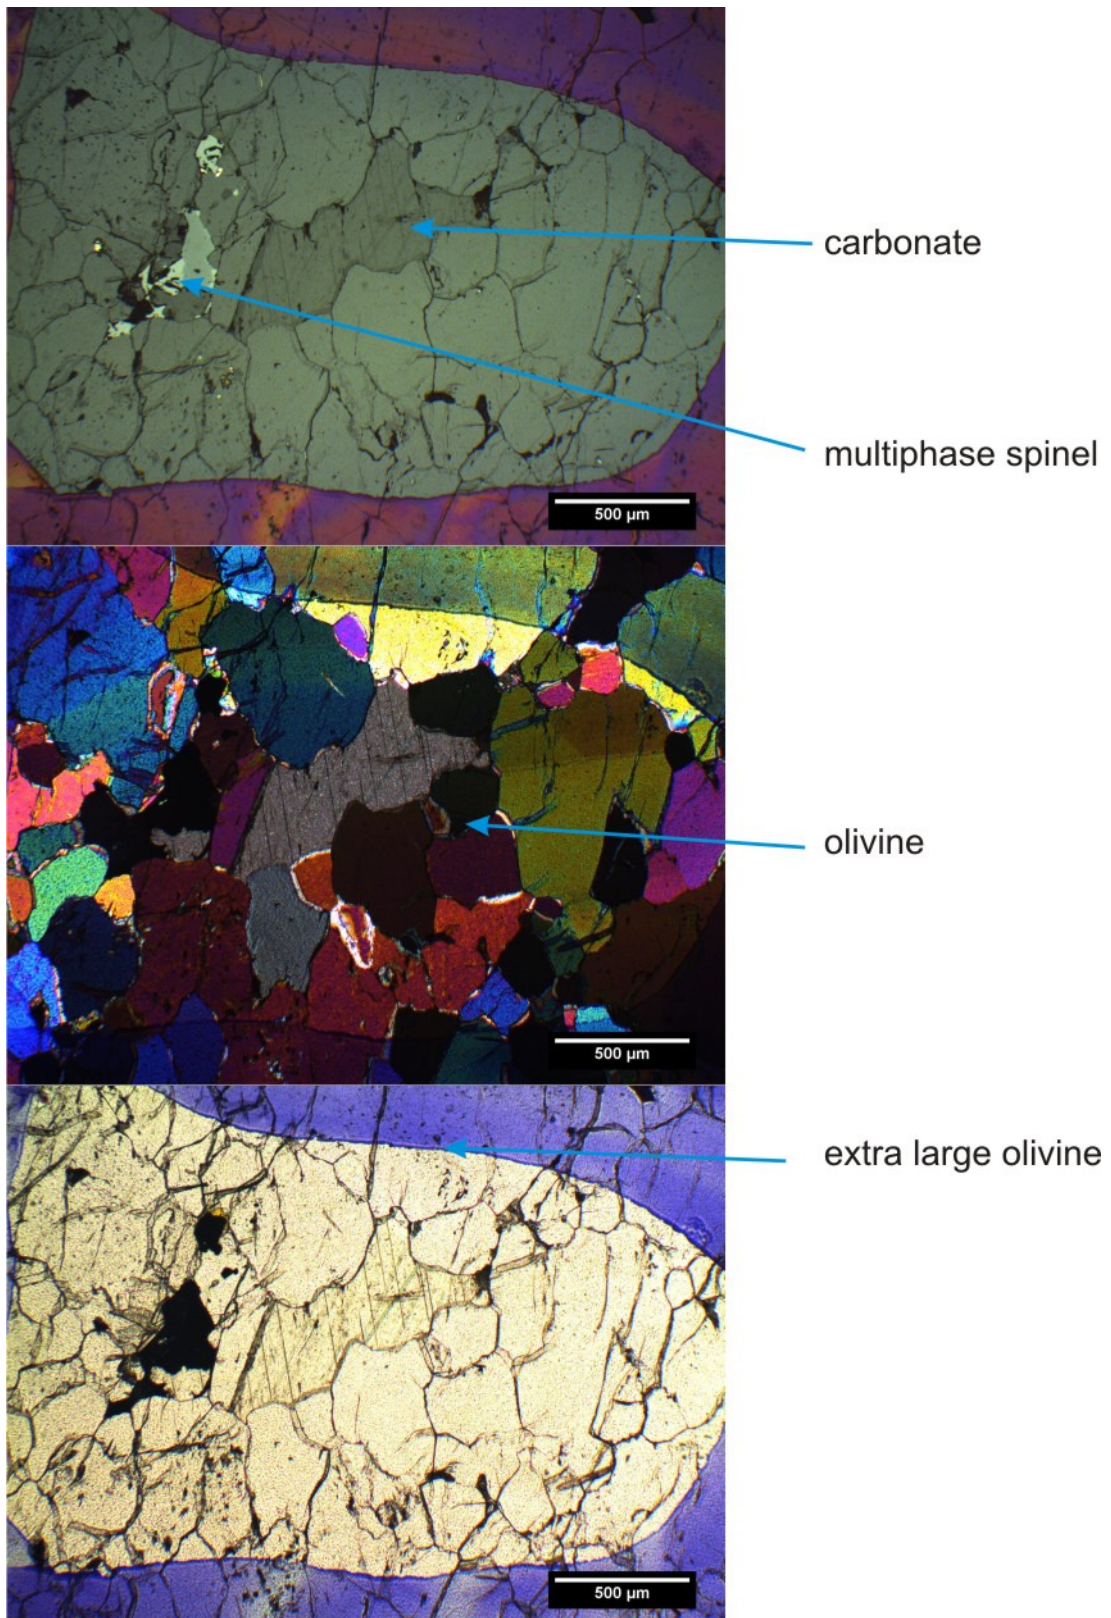 carbonate
multiphase spinel
500 µm
olivine
500 µm
extra large olivine
500 µm